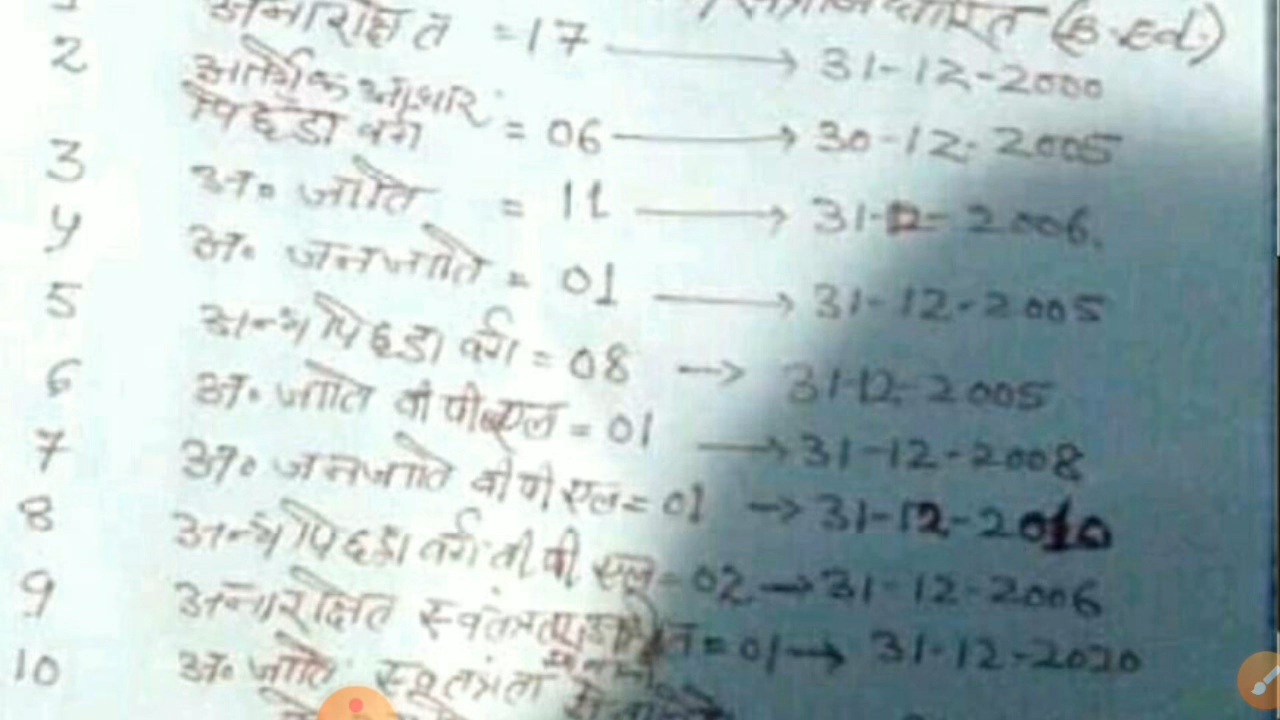 (B.Ed.)
अनारक्षित = 17 → 31-12-2000
2 आर्थिक आधार
पिछडा वर्ग = 06 → 30-12-2005
3 अ० जाति = 11 → 31-12-2006.
4 अ० जनजाति = 01 → 31-12-2005
5 अन्य पिछडा वर्ग = 08 → 31-12-2005
6 अ० जाति बी पी एल = 01 → 31-12-2008
7 अ० जनजाति बी पी एल = 01 → 31-12-2010
8 अन्य पिछडा वर्ग बी पी एल = 02 → 31-12-2006
9 अनारक्षित = 01 → 31-12-2020
10 अ० जाति स्वतंत्रता